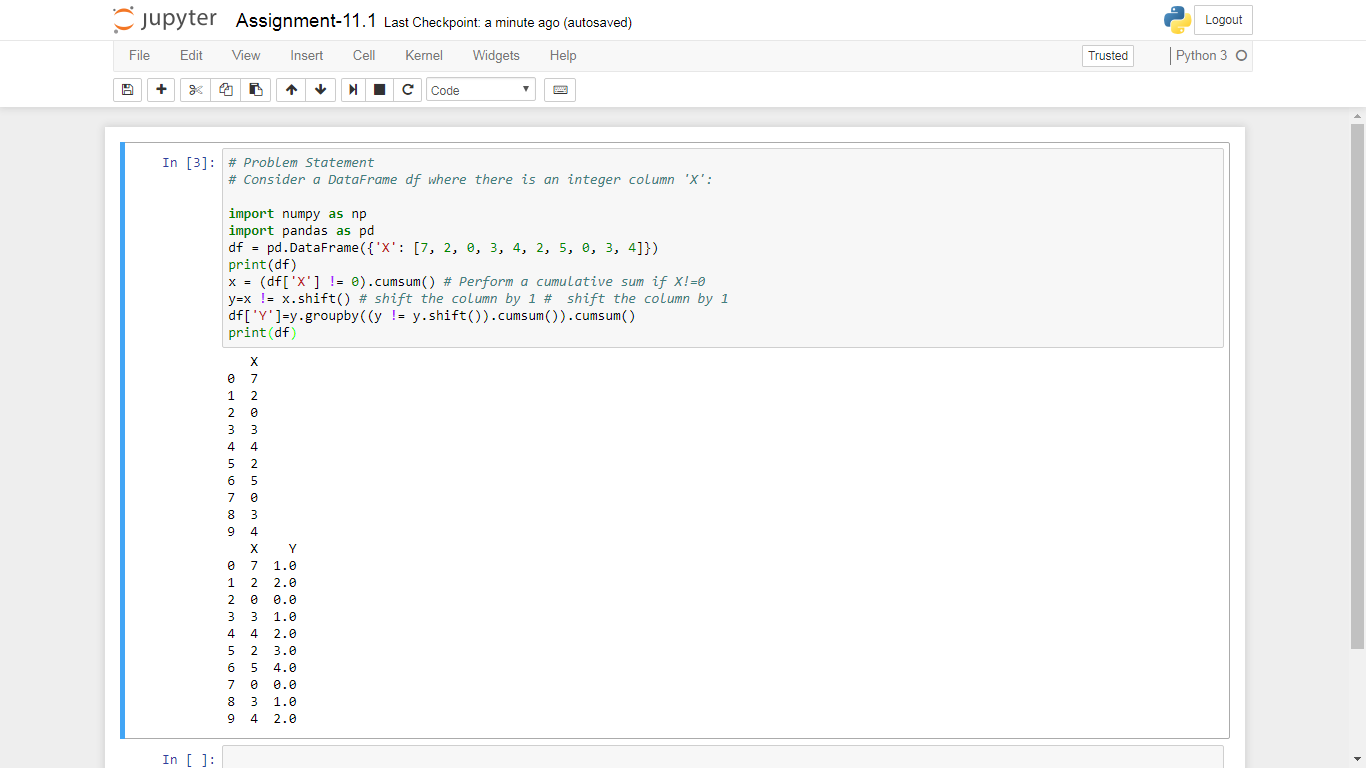 jupyter Assignment-11.1 Last Checkpoint: a minute ago (autosaved) Logout
File Edit View Insert Cell Kernel Widgets Help Trusted Python 3
Code
In [3]:
# Problem Statement
# Consider a DataFrame df where there is an integer column 'X':
import numpy as np
import pandas as pd
df = pd.DataFrame({'X': [7, 2, 0, 3, 4, 2, 5, 0, 3, 4]})
print(df)
x = (df['X'] != 0).cumsum() # Perform a cumulative sum if X!=0
y=x != x.shift() # shift the column by 1 #  shift the column by 1
df['Y']=y.groupby((y != y.shift()).cumsum()).cumsum()
print(df)
X
0 7
1 2
2 0
3 3
4 4
5 2
6 5
7 0
8 3
9 4
X Y
0 7 1.0
1 2 2.0
2 0 0.0
3 3 1.0
4 4 2.0
5 2 3.0
6 5 4.0
7 0 0.0
8 3 1.0
9 4 2.0
In [ ]: